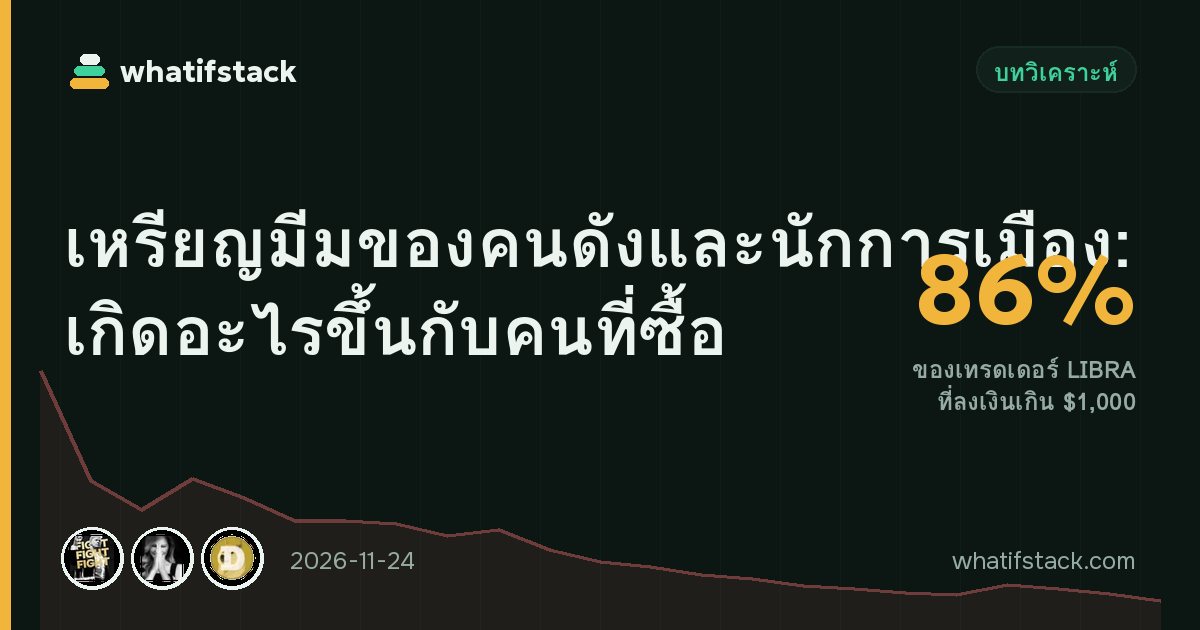 whatifstack
บทวิเคราะห์
เหรียญมีมของคนดังและนักการเมือง:
เกิดอะไรขึ้นกับคนที่ซื้อ
86%
ของเทรดเดอร์ LIBRA
ที่ลงเงินเกิน $1,000
FIGHT
FIGHT
FIGHT
2026-11-24
whatifstack.com